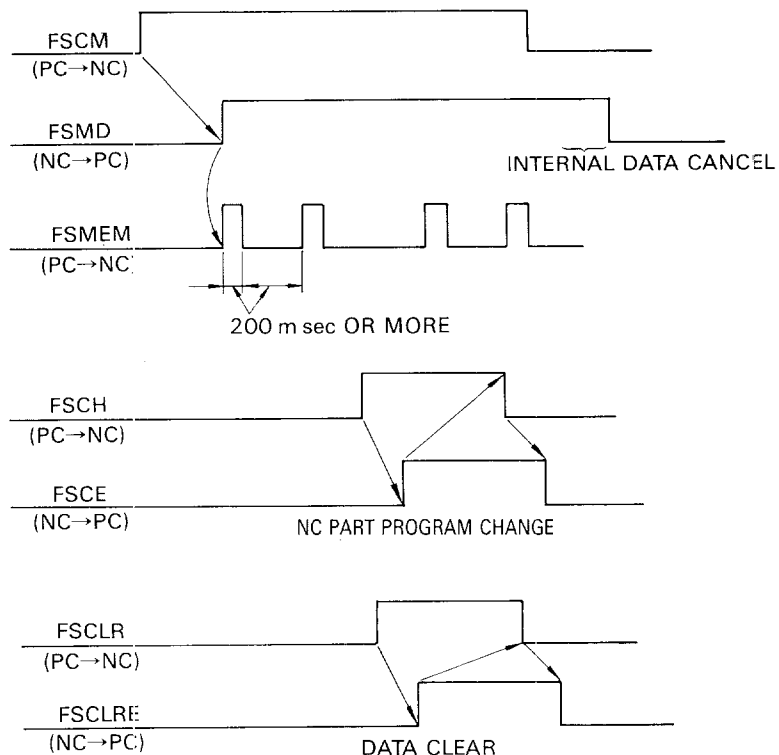 FSCM
(PC→NC)
FSMD
(NC→PC)
INTERNAL DATA CANCEL
FSMEM
(PC→NC)
200 m sec OR MORE
FSCH
(PC→NC)
FSCE
(NC→PC)
NC PART PROGRAM CHANGE
FSCLR
(PC→NC)
FSCLRE
(NC→PC)
DATA CLEAR